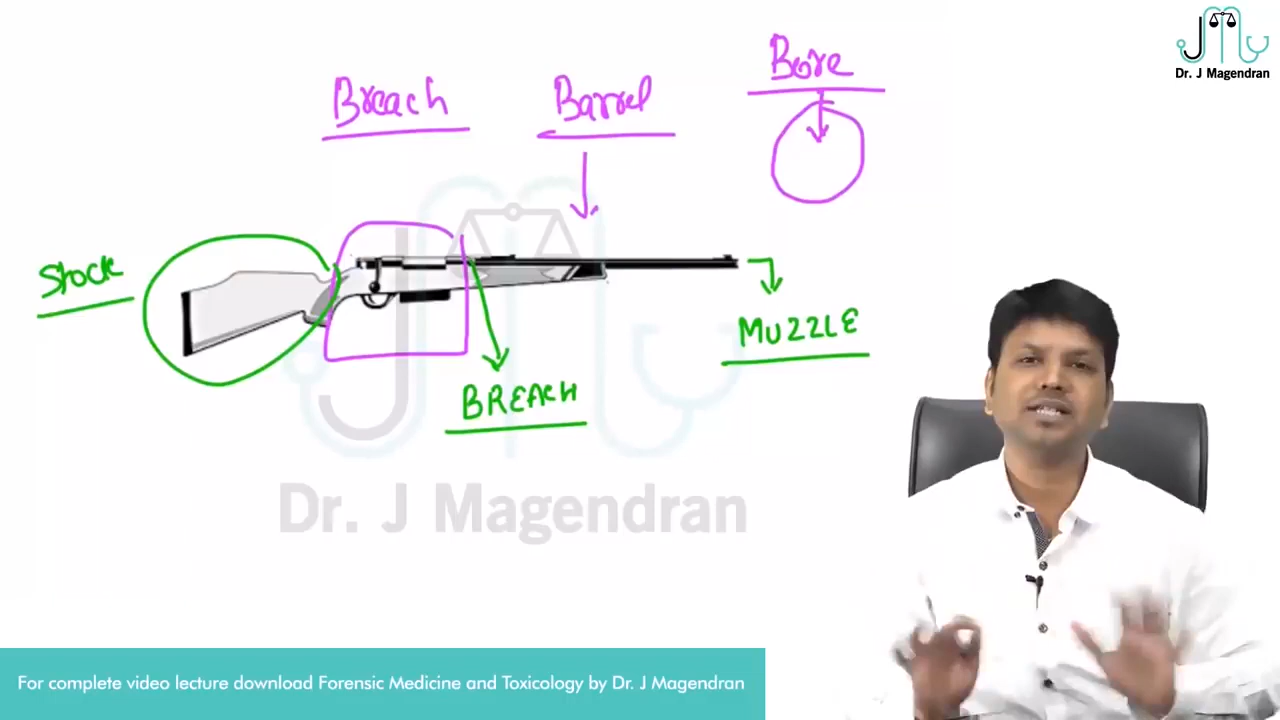 Bore
Breach
Barrel
Stock
MUZZLE
BREACH
Dr. J Magendran
Dr. J Magendran
For complete video lecture download Forensic Medicine and Toxicology by Dr. J Magendran